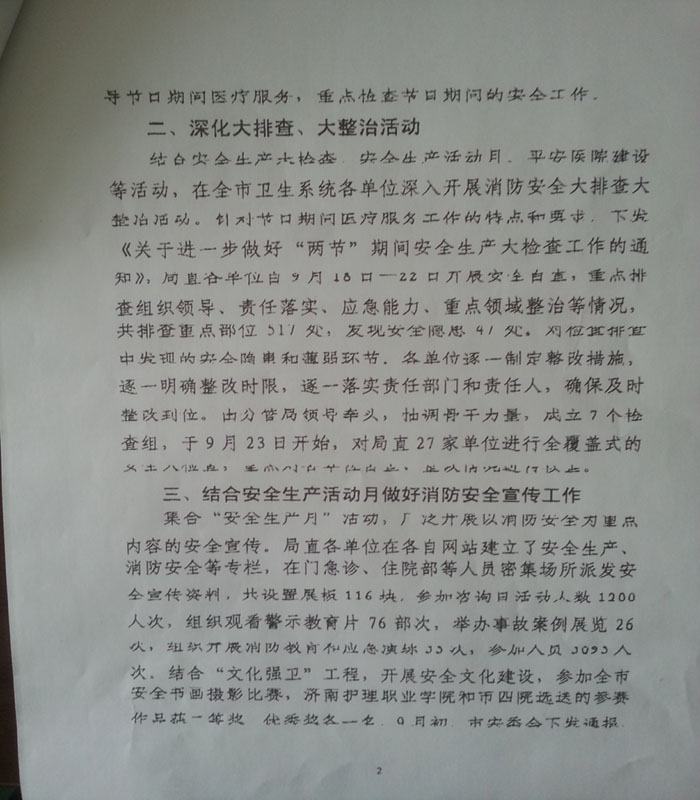 导节日期间医疗服务，重点检查节日期间的安全工作。
二、深化大排查、大整治活动
结合安全生产大检查、安全生产活动月、平安医院建设
等活动，在全市卫生系统各单位深入开展消防安全大排查大
整治活动。针对节日期间医疗服务工作的特点和要求，下发
《关于进一步做好“两节”期间安全生产大检查工作的通
知》，局直各单位自9月18日—22日开展安全自查，重点排
查组织领导、责任落实、应急能力、重点领域整治等情况，
共排查重点部位517处，发现安全隐患47处。对检查排查
中发现的安全隐患和薄弱环节，各单位逐一制定整改措施，
逐一明确整改时限，逐一落实责任部门和责任人，确保及时
整改到位。由分管局领导牵头，抽调骨干力量，成立7个检
查组，于9月23日开始，对局直27家单位进行全覆盖式的
三、结合安全生产活动月做好消防安全宣传工作
集合“安全生产月”活动，广泛开展以消防安全为重点
内容的安全宣传。局直各单位在各自网站建立了安全生产、
消防安全等专栏，在门急诊、住院部等人员密集场所派发安
全宣传资料，共设置展板116块，参加咨询日活动人数1200
人次，组织观看警示教育片76部次，举办事故案例展览26
次，组织开展消防教育和应急演练 次，参加人员 人
次。结合“文化强卫”工程，开展安全文化建设，参加全市
安全书画摄影比赛，济南护理职业学院和市四院选送的参赛
作品获二等奖、优秀奖各一名，9月初，市安委会下发通报，
2